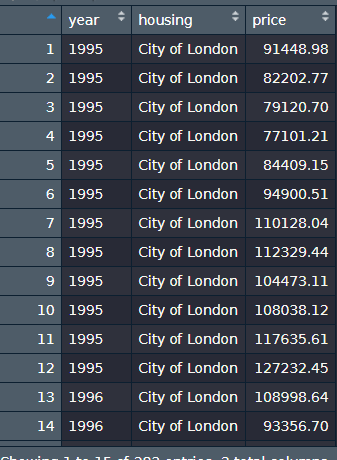 year housing price
1 1995 City of London 91448.98
2 1995 City of London 82202.77
3 1995 City of London 79120.70
4 1995 City of London 77101.21
5 1995 City of London 84409.15
6 1995 City of London 94900.51
7 1995 City of London 110128.04
8 1995 City of London 112329.44
9 1995 City of London 104473.11
10 1995 City of London 108038.12
11 1995 City of London 117635.61
12 1995 City of London 127232.45
13 1996 City of London 108998.64
14 1996 City of London 93356.70
Showing 1 to 15 of entries, 3 total columns